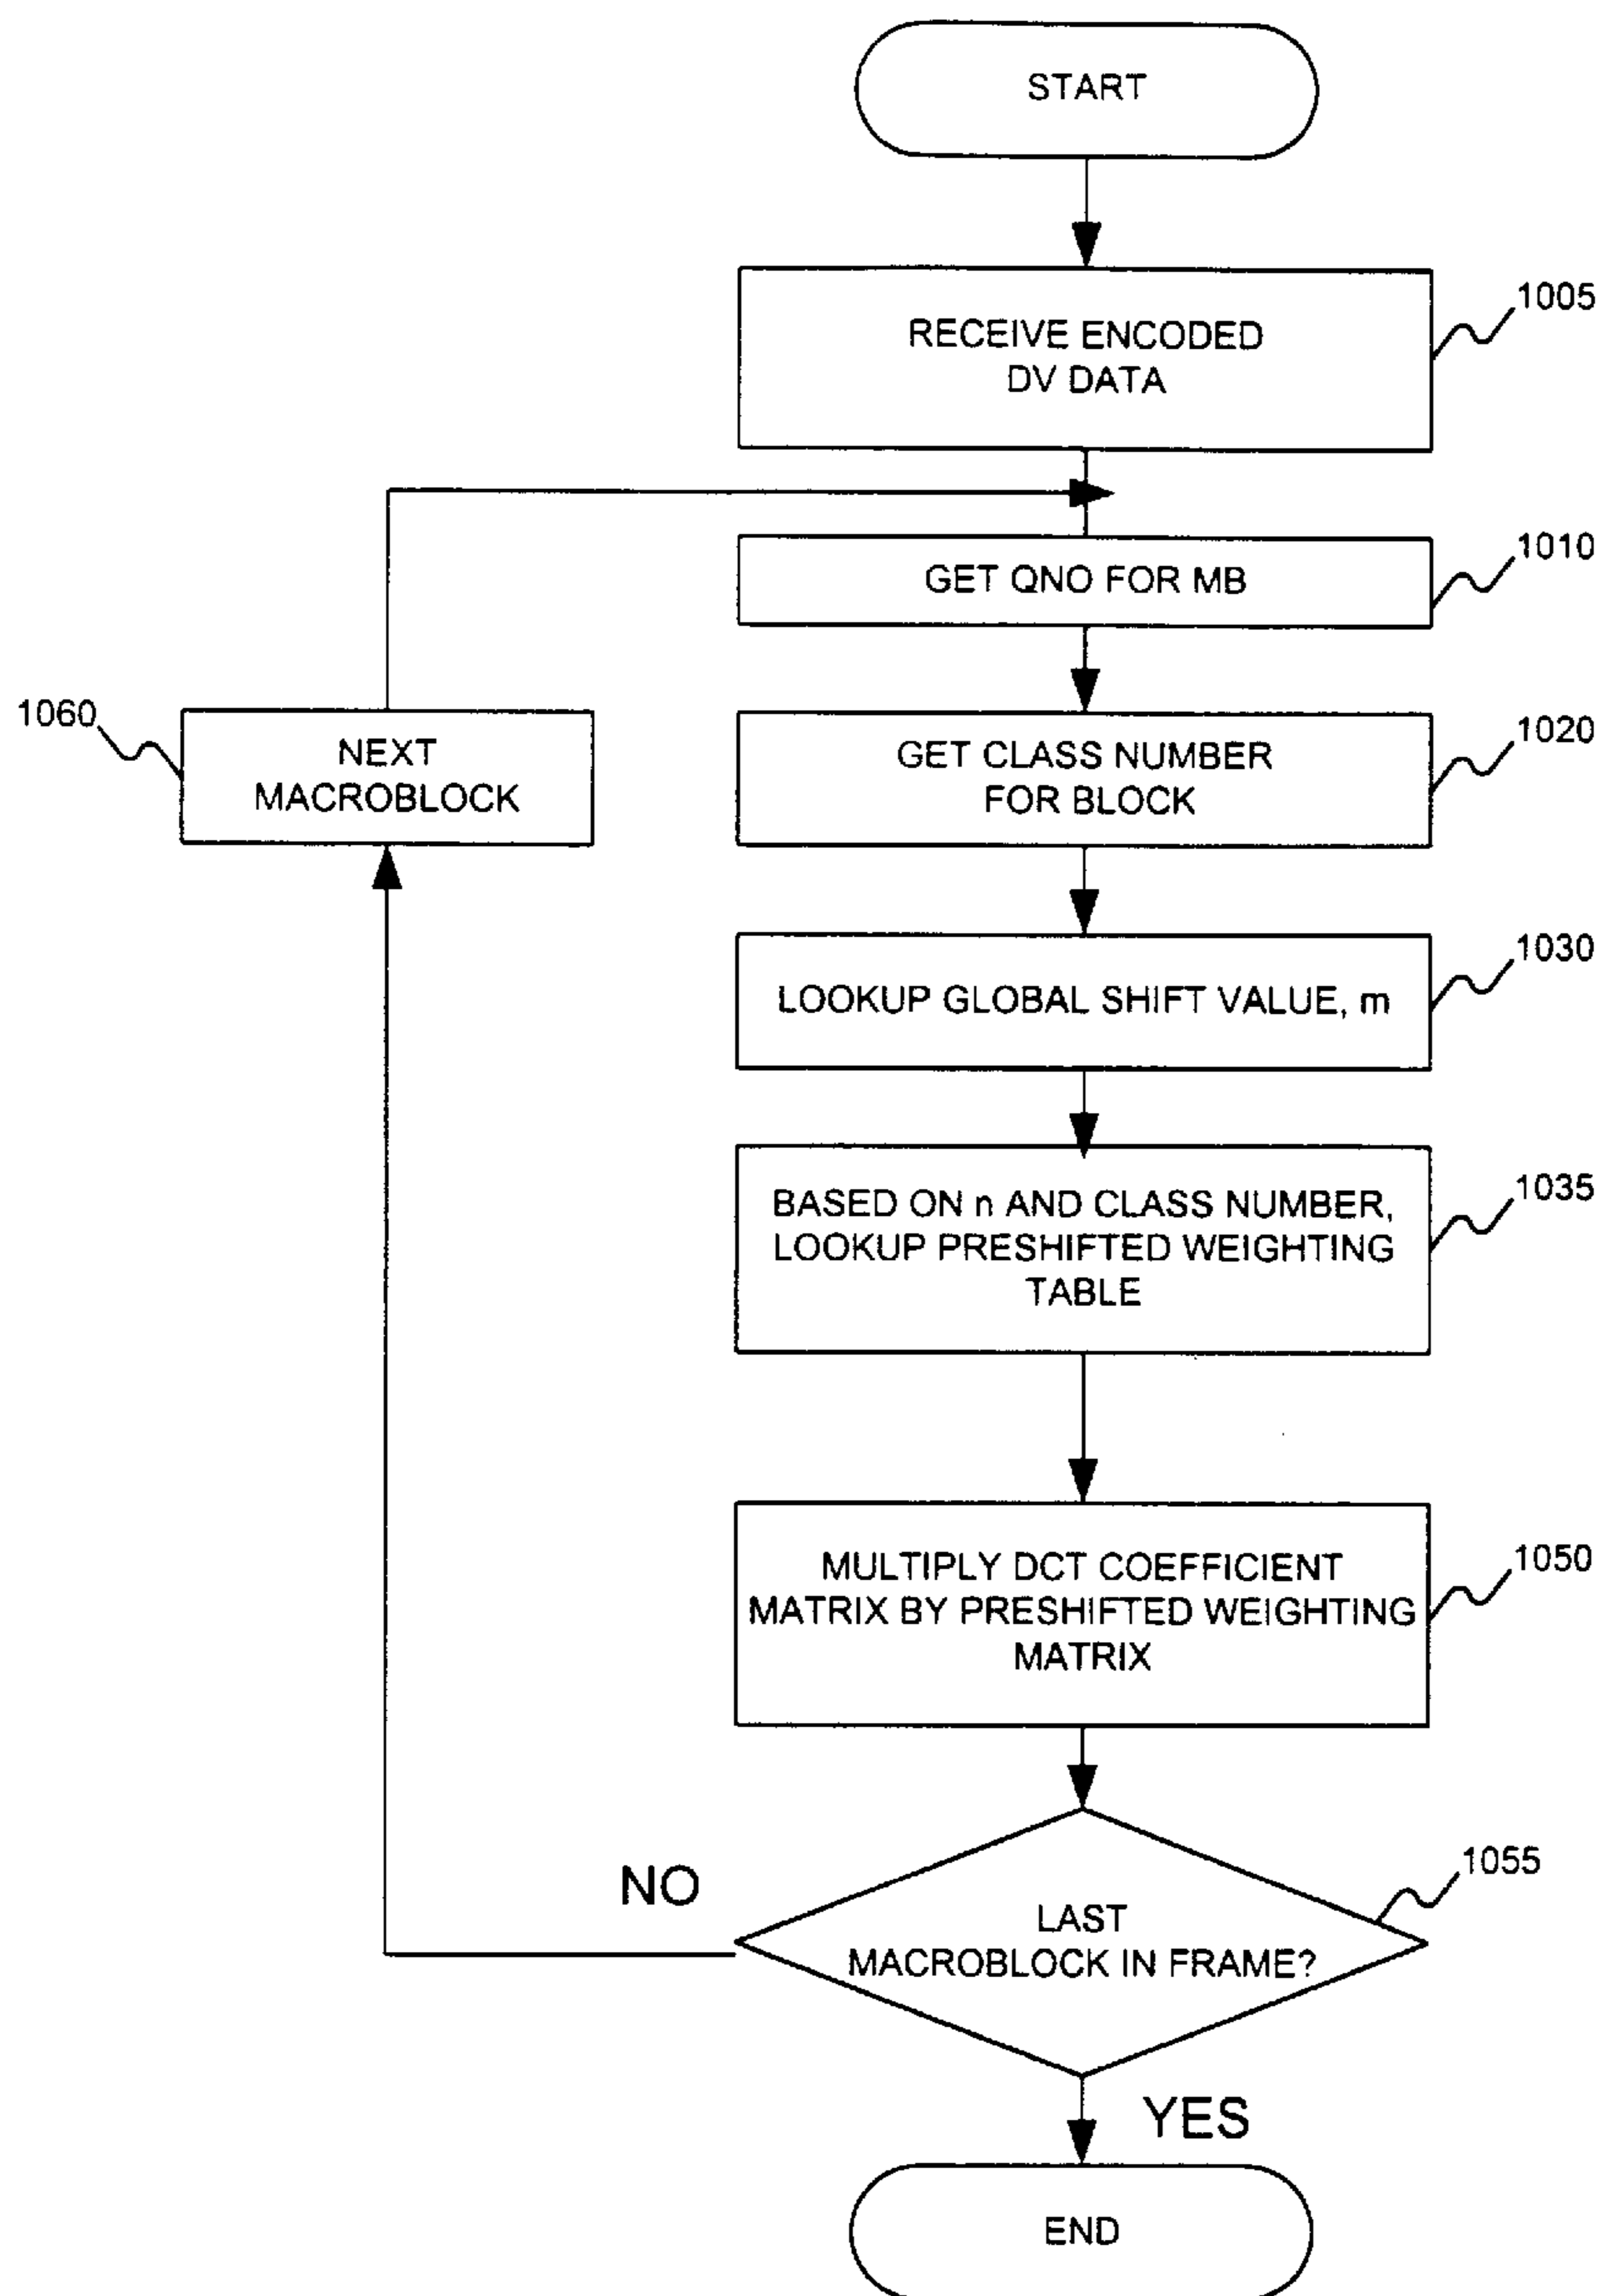 START
RECEIVE ENCODED
DV DATA
1005
GET QNO FOR MB
1010
GET CLASS NUMBER
FOR BLOCK
1020
NEXT
MACROBLOCK
1060
LOOKUP GLOBAL SHIFT VALUE, m
1030
BASED ON n AND CLASS NUMBER,
LOOKUP PRESHIFTED WEIGHTING
TABLE
1035
MULTIPLY DCT COEFFICIENT
MATRIX BY PRESHIFTED WEIGHTING
MATRIX
1050
LAST
MACROBLOCK IN FRAME?
1055
NO
YES
END